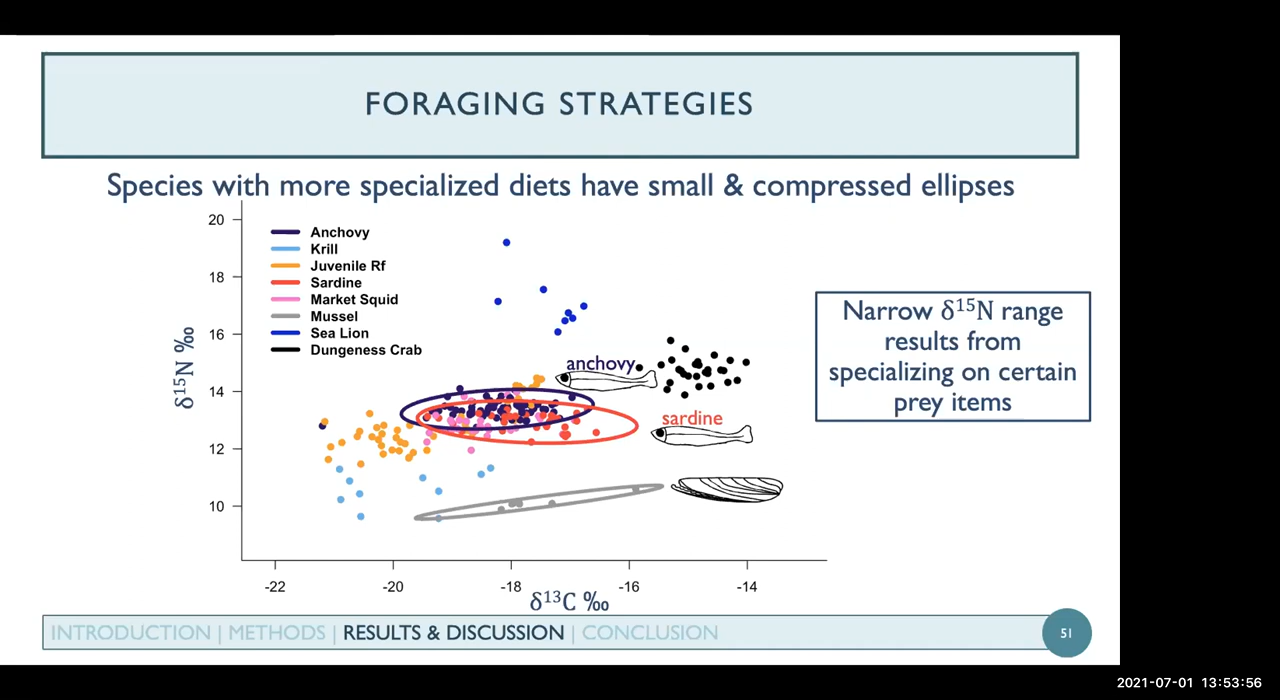 FORAGING STRATEGIES
Species with more specialized diets have small & compressed ellipses
20
18
16
14
12
10
δ¹⁵N ‰
Anchovy
Krill
Juvenile Rf
Sardine
Market Squid
Mussel
Sea Lion
Dungeness Crab
anchovy
sardine
Narrow δ¹⁵N range
results from
specializing on certain
prey items
-22 -20 -18 -16 -14
δ¹³C ‰
INTRODUCTION | METHODS | RESULTS & DISCUSSION | CONCLUSION
51
2021-07-01 13:53:56